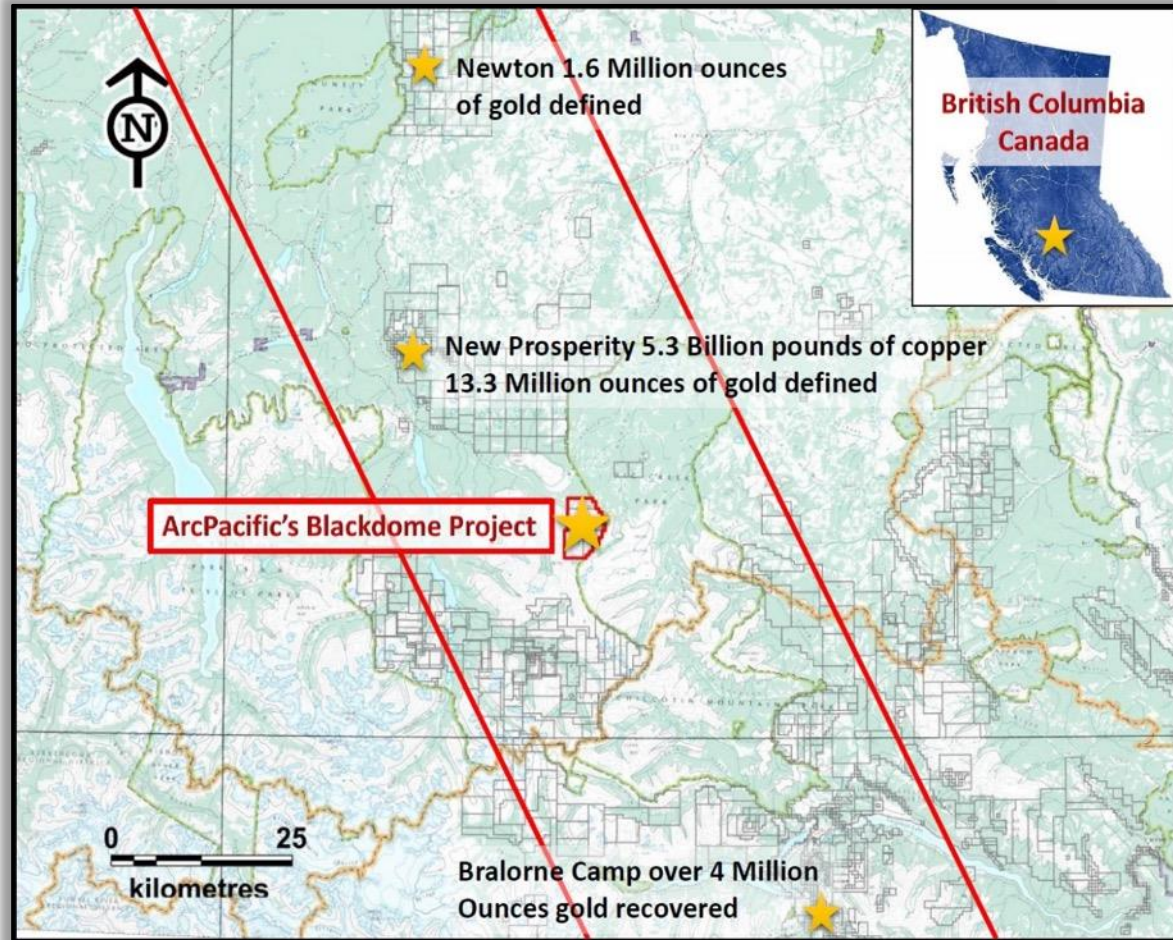 N
Newton 1.6 Million ounces
of gold defined
British Columbia
Canada
New Prosperity 5.3 Billion pounds of copper
13.3 Million ounces of gold defined
ArcPacific's Blackdome Project
0 25
kilometres
Bralorne Camp over 4 Million
Ounces gold recovered